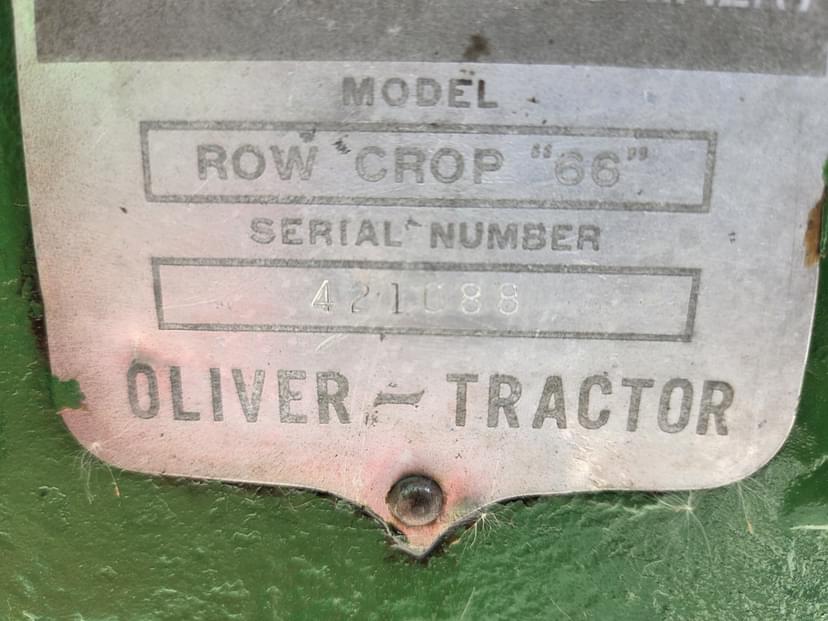 MODEL
ROW CROP "66"
SERIAL NUMBER
421088
OLIVER - TRACTOR